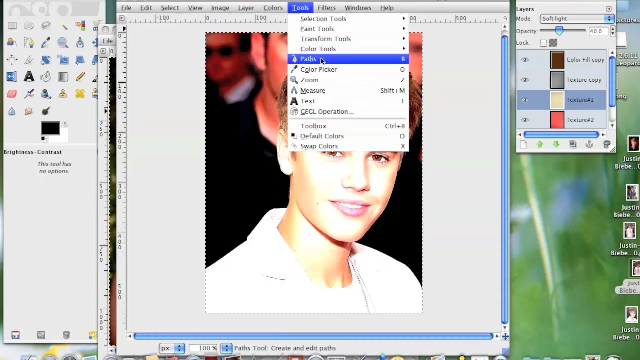 File Edit Select View Image Layer Colors Tools Filters Windows Help
Selection Tools
Paint Tools
Transform Tools
Color Tools
Paths B
Color Picker O
Zoom Z
Measure Shift+M
Text T
GEGL Operation...
Toolbox Ctrl+B
Default Colors D
Swap Colors X
Brightness-Contrast
This tool has
no options.
Layers
Mode: Soft light
Opacity: 40.0
Lock:
Color Fill copy
Texture copy
Texture#2
Texture#1
px 100 % Paths Tool: Create and edit paths
Justin
Biebe